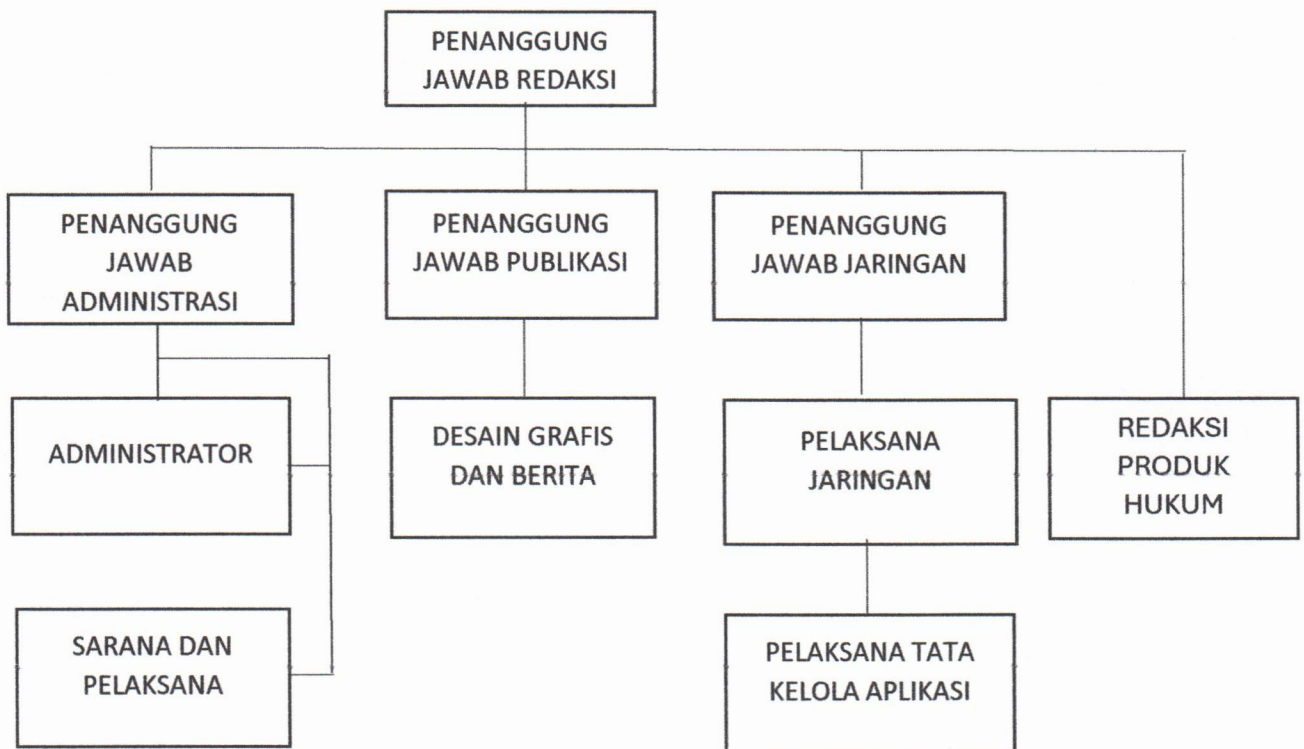 PENANGGUNG
JAWAB REDAKSI
PENANGGUNG
JAWAB
ADMINISTRASI
PENANGGUNG
JAWAB PUBLIKASI
PENANGGUNG
JAWAB JARINGAN
ADMINISTRATOR
DESAIN GRAFIS
DAN BERITA
PELAKSANA
JARINGAN
REDAKSI
PRODUK
HUKUM
SARANA DAN
PELAKSANA
PELAKSANA TATA
KELOLA APLIKASI